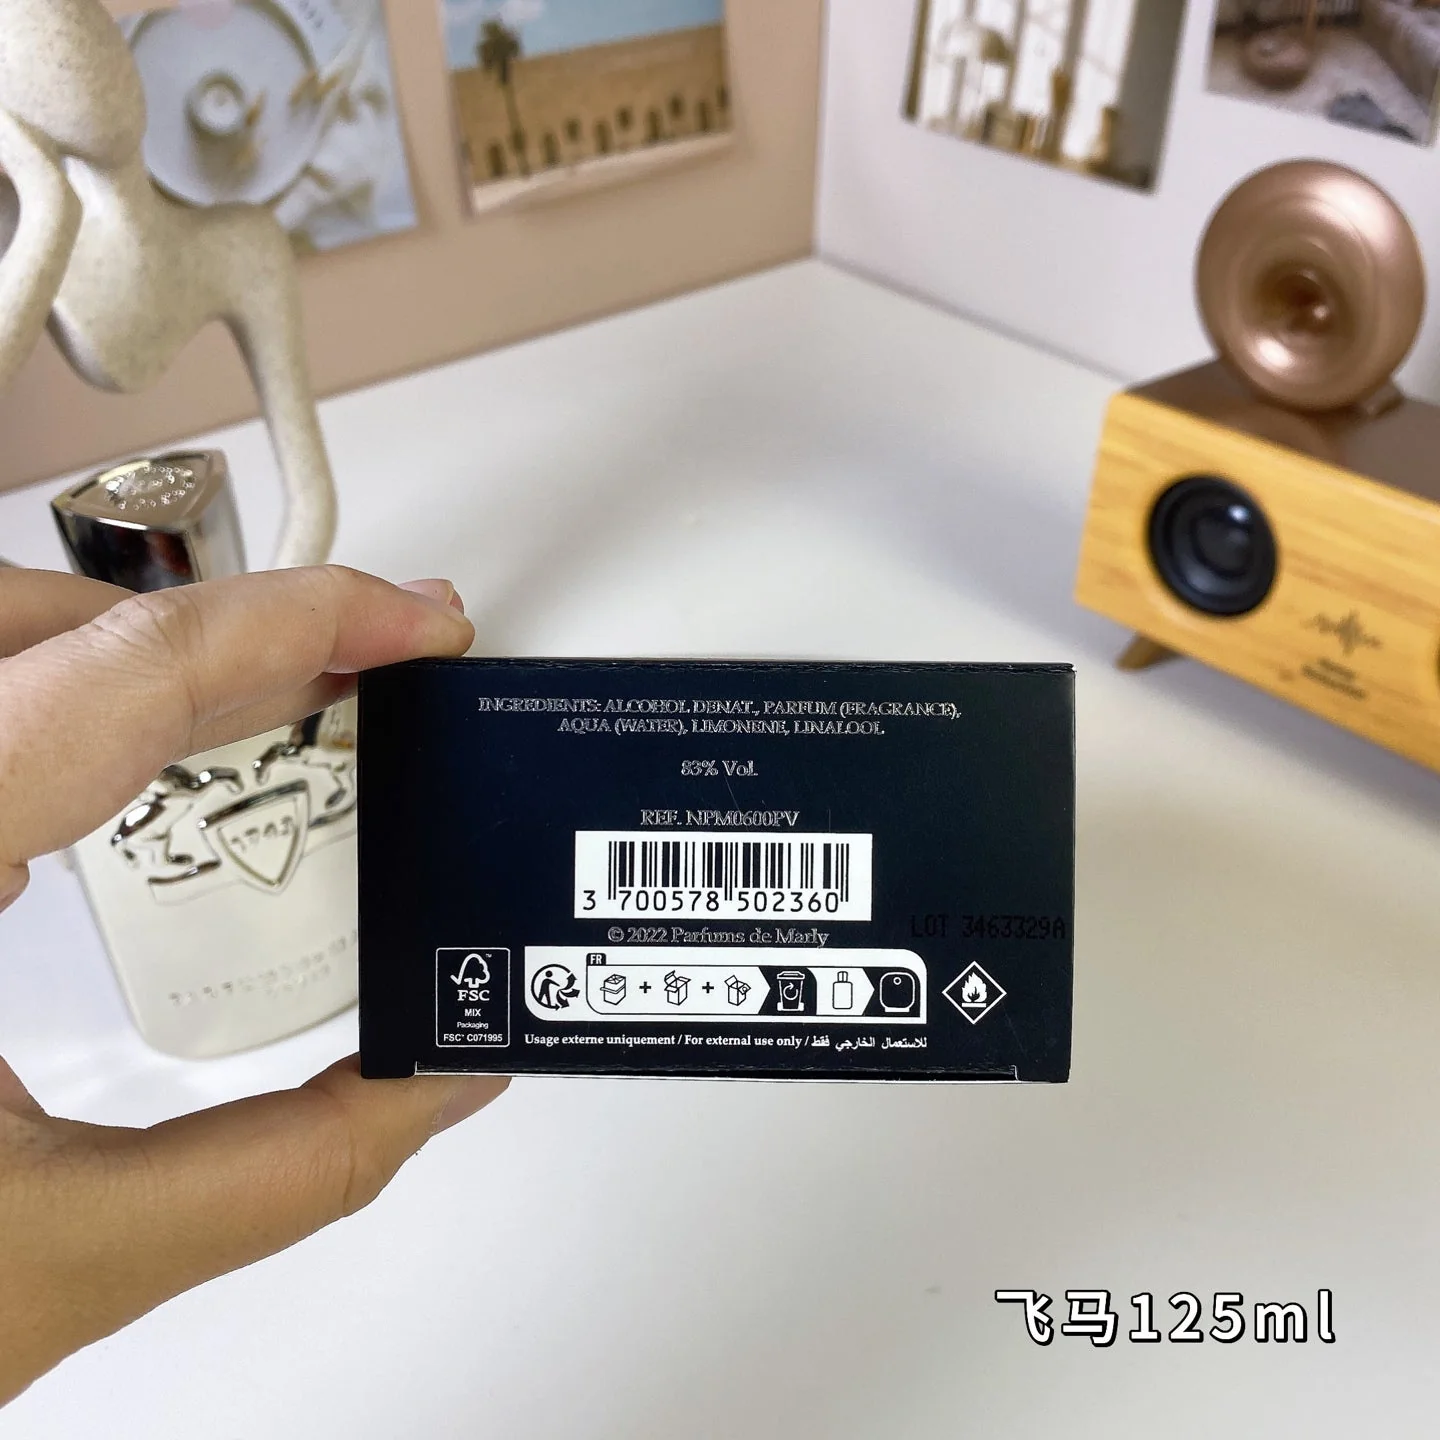 INGREDIENTS: ALCOHOL DENAT., PARFUM (FRAGRANCE),
AQUA (WATER), LIMONENE, LINALOOL
83% Vol.
REF. NPM0600PV
3 700578 502360
© 2022 Parfums de Marly
LOT 3463329A
FR
FSC™
MIX
Packaging
FSC® C071995
Usage externe uniquement / For external use only / للاستعمال الخارجي فقط
1743
飞马125ml